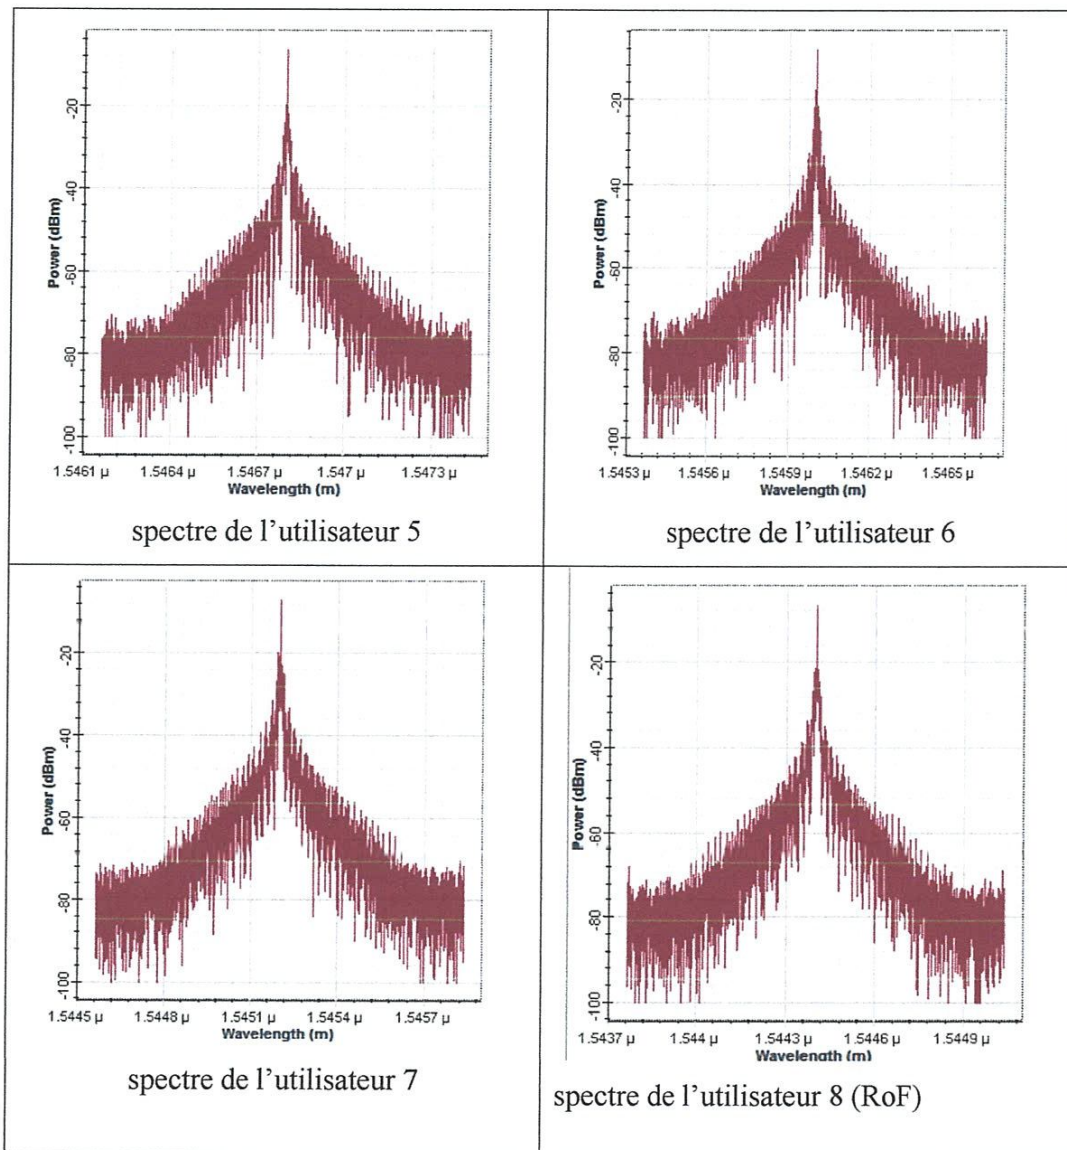 Power (dBm)
-20
-40
-60
-80
-100
1.5461 µ 1.5464 µ 1.5467 µ 1.547 µ 1.5473 µ
Wavelength (m)
spectre de l’utilisateur 5
Power (dBm)
-20
-40
-60
-80
-100
1.5453 µ 1.5456 µ 1.5459 µ 1.5462 µ 1.5465 µ
Wavelength (m)
spectre de l’utilisateur 6
Power (dBm)
-20
-40
-60
-80
-100
1.5445 µ 1.5448 µ 1.5451 µ 1.5454 µ 1.5457 µ
Wavelength (m)
spectre de l’utilisateur 7
Power (dBm)
-20
-40
-60
-80
-100
1.5437 µ 1.544 µ 1.5443 µ 1.5446 µ 1.5449 µ
Wavelength (m)
spectre de l’utilisateur 8 (RoF)